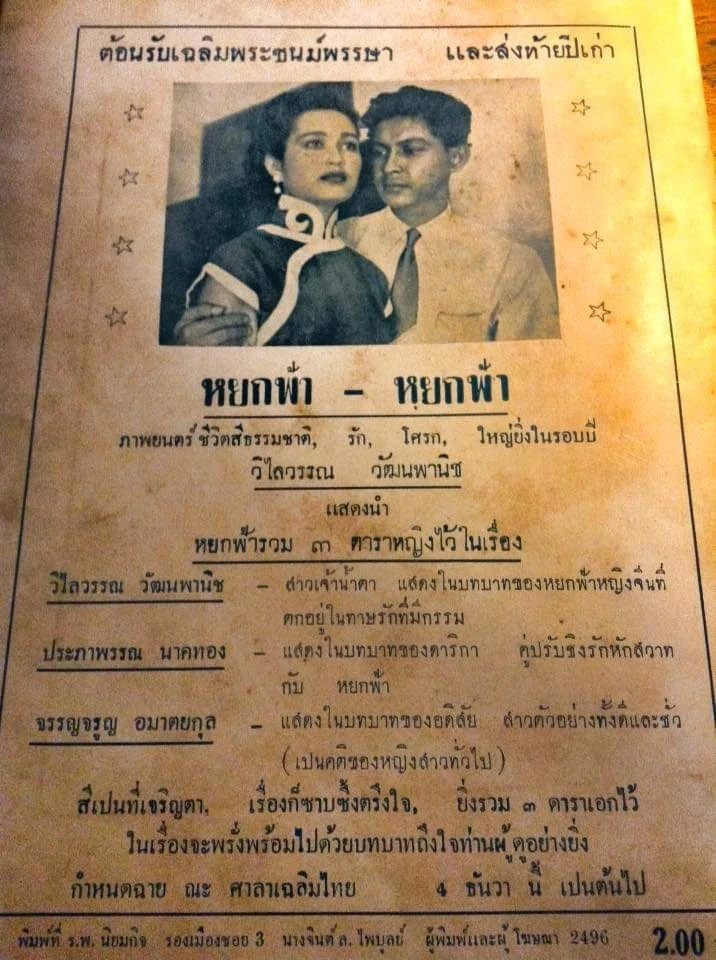 ต้อนรับเฉลิมพระชนม์พรรษา และส่งท้ายปีเก่า
หยกฟ้า - หยกฟ้า
ภาพยนตร์ ชีวิตสีธรรมชาติ, รัก, โศรก, ใหญ่ยิ่งในรอบปี
วิไลวรรณ วัฒนพานิช
แสดงนำ
หยกฟ้ารวม ๓ ดาราหญิงไว้ในเรื่อง
วิไลวรรณ วัฒนพานิช - สาวเจ้าน้ำตา แสดงในบทบาทของหยกฟ้าหญิงจีนที่
ตกอยู่ในทาษรักที่มีกรรม
ประภาพรรณ นาคทอง - แสดงในบทบาทของดาริกา คู่ปรับชิงรักหักสวาท
กับ หยกฟ้า
จรรญจรูญ อมาตยกุล - แสดงในบทบาทของอดิสัย สาวตัวอย่างทั้งดีและชั่ว
(เปนคติของหญิงสาวทั่วไป)
สีเปนที่เจริญตา, เรื่องก็ซาบซึ้งตรึงใจ, ยิ่งรวม ๓ ดาราเอกไว้
ในเรื่องจะพรั่งพร้อมไปด้วยบทบาทถึงใจท่านผู้ดูอย่างยิ่ง
กำหนดฉาย ณะ ศาลาเฉลิมไทย 4 ธันวา นี้ เปนต้นไป
พิมพ์ที่ ร.พ. นิยมกิจ รองเมืองซอย 3 นางจินต์ ล. ไพบูลย์ ผู้พิมพ์และผู้โฆษณา 2496 2.00